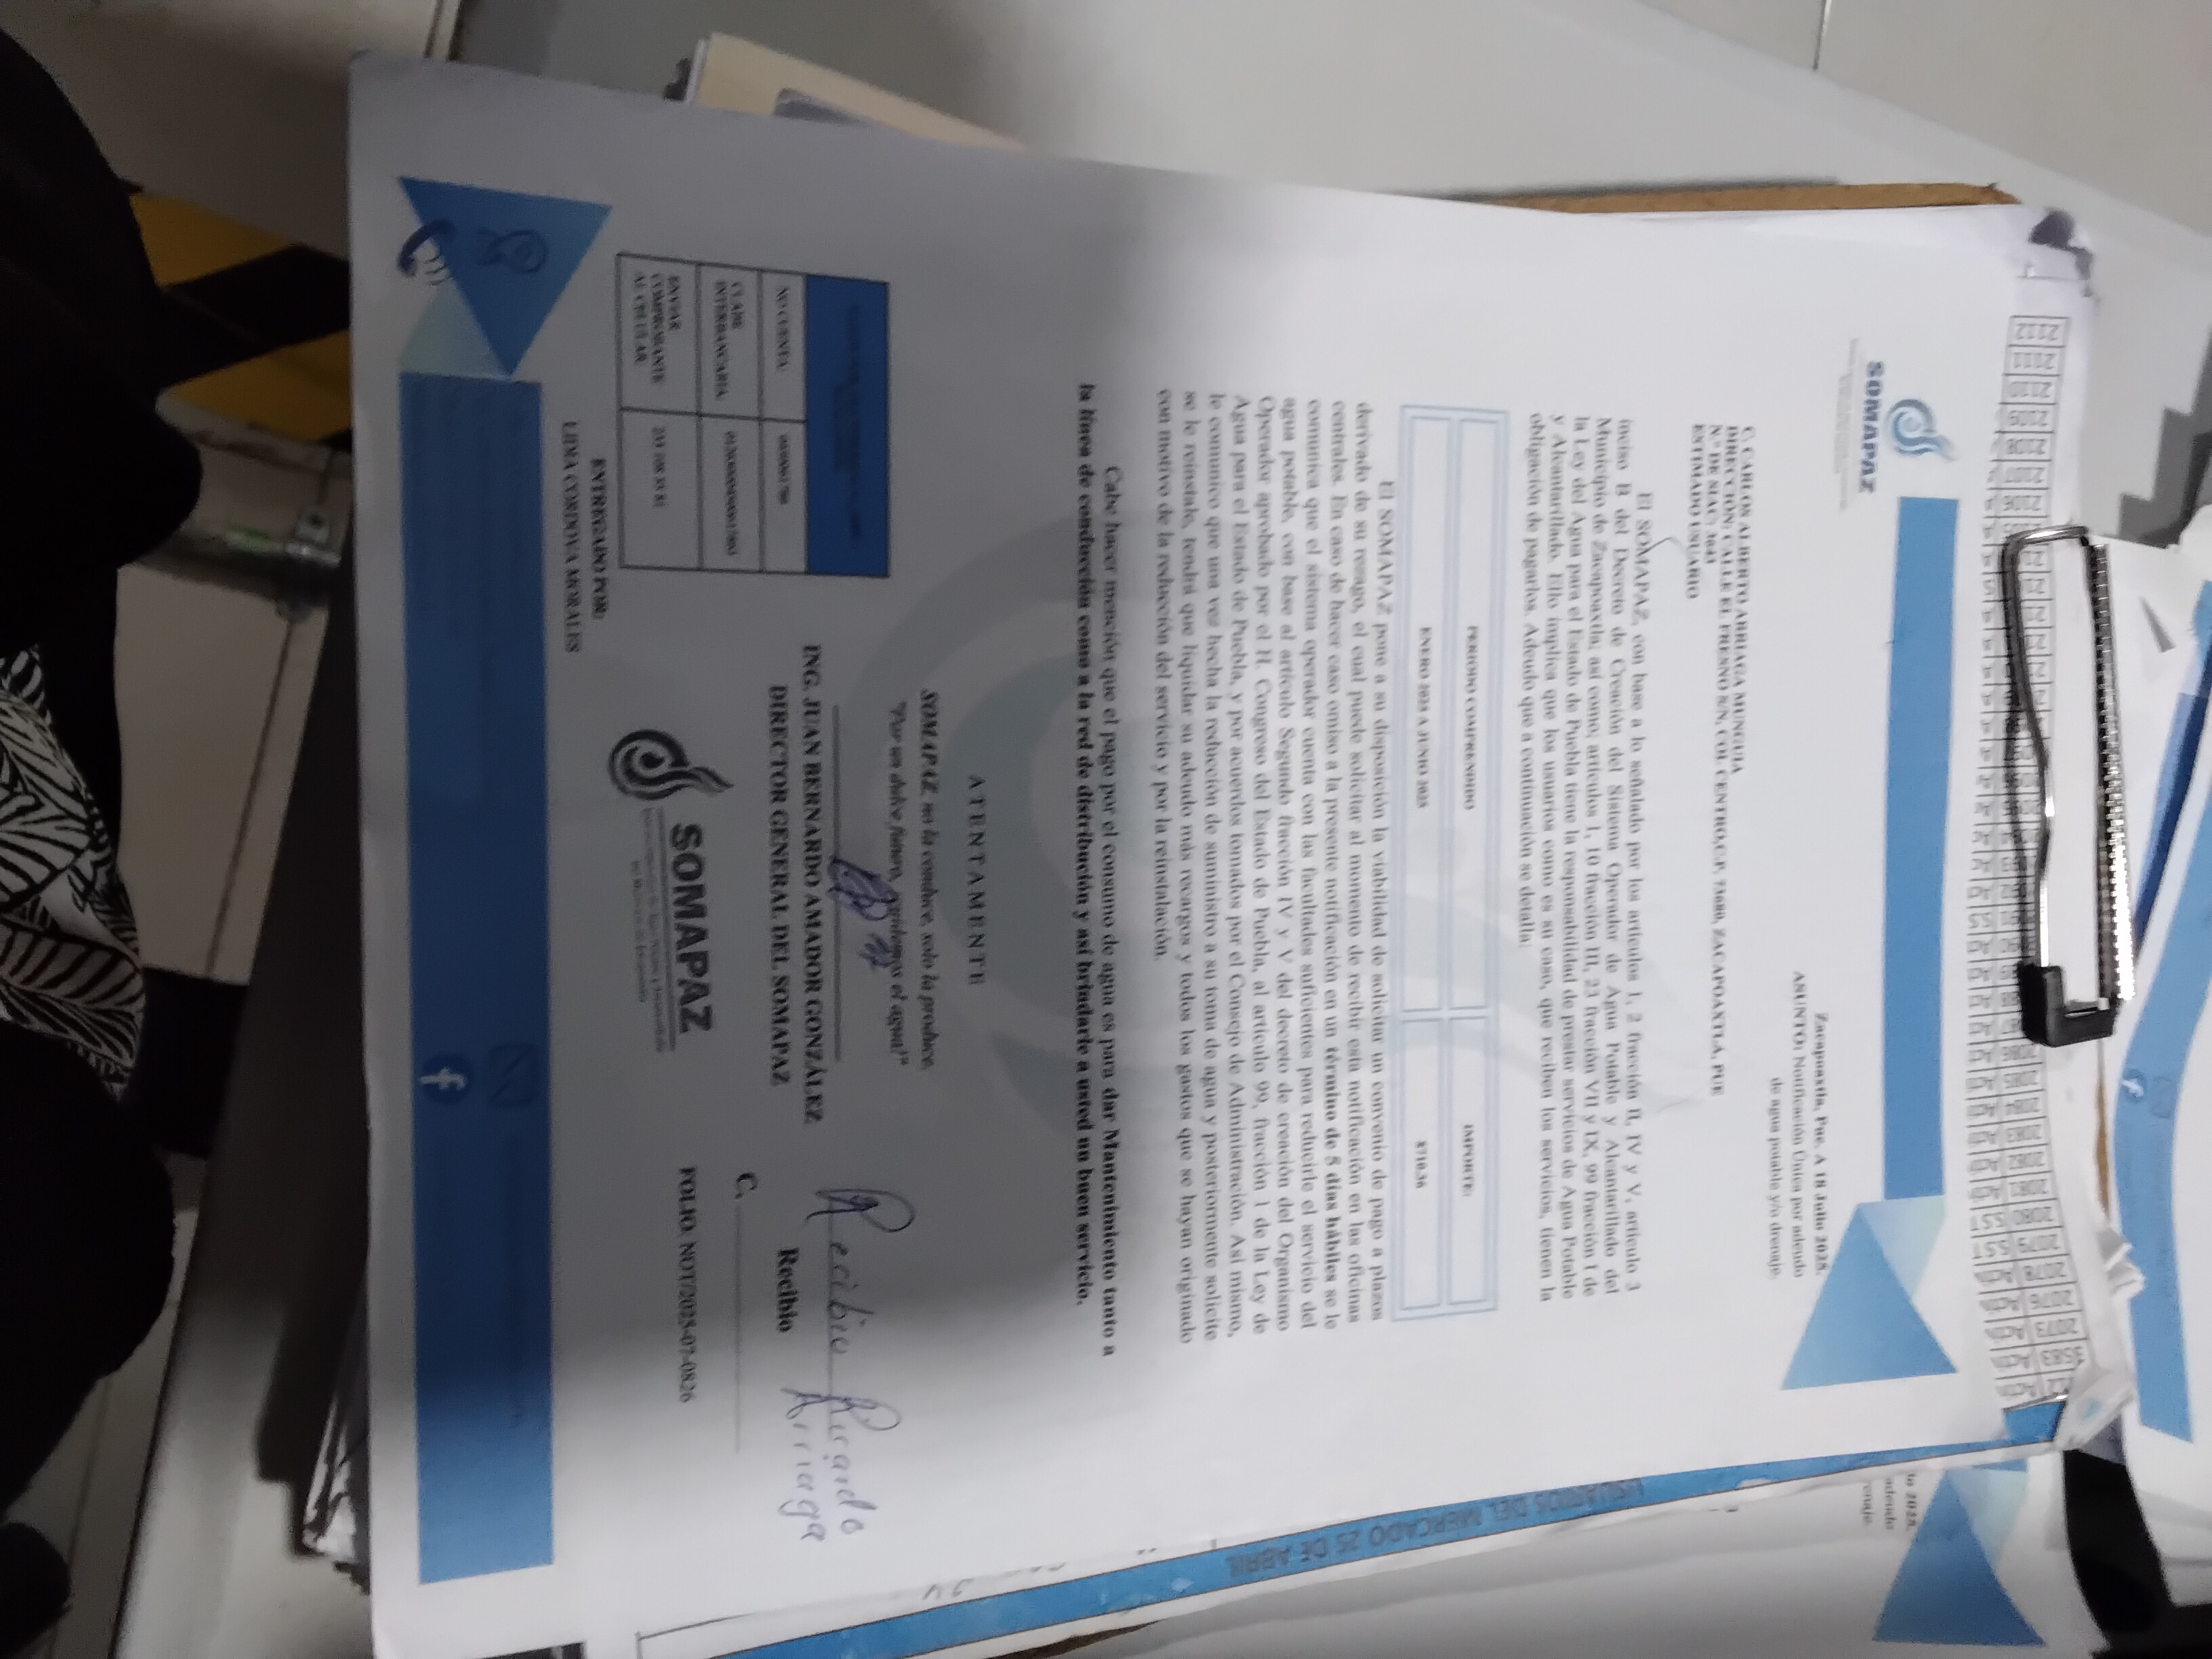 SOMAPAZ
Zacapoaxtla, Pue. A 18 Julio 2025.
ASUNTO: Notificación Única por adeudo
de agua potable y/o drenaje.
C. CARLOS ALBERTO ARRIAGA MUNGUIA
DIRECCIÓN: CALLE EL FRESNO S/N, COL CENTRO,C.P. 73680, ZACAPOAXTLA, PUE
N.° DE SIAC: 3643
ESTIMADO USUARIO
El SOMAPAZ, con base a lo señalado por los artículos 1, 2 fracción II, IV y V, artículo 3
inciso B del Decreto de Creación del Sistema Operador de Agua Potable y Alcantarillado del
Municipio de Zacapoaxtla; así como; artículos 1, 10 fracción III, 23 fracción VII y IX, 99 fracción I de
la Ley del Agua para el Estado de Puebla tiene la responsabilidad de prestar servicios de Agua Potable
y Alcantarillado. Ello implica que los usuarios como es su caso, que reciben los servicios, tienen la
obligación de pagarlos. Adeudo que a continuación se detalla:
PERIODO COMPRENDIDO IMPORTE:
ENERO 2025 A JUNIO 2025 $710.36
El SOMAPAZ pone a su disposición la viabilidad de solicitar un convenio de pago a plazos
derivado de su rezago, el cual puede solicitar al momento de recibir esta notificación en las oficinas
centrales. En caso de hacer caso omiso a la presente notificación en un término de 5 días hábiles se le
comunica que el sistema operador cuenta con las facultades suficientes para reducirle el servicio del
agua potable, con base al artículo Segundo fracción IV y V del decreto de creación del Organismo
Operador aprobado por el H. Congreso del Estado de Puebla, al artículo 99, fracción 1 de la Ley de
Agua para el Estado de Puebla, y por acuerdos tomados por el Consejo de Administración. Así mismo,
le comunico que una vez hecha la reducción de suministro a su toma de agua y posteriormente solicite
se le reinstale, tendrá que liquidar su adeudo más recargos y todos los gastos que se hayan originado
con motivo de la reducción del servicio y por la reinstalación.
Cabe hacer mención que el pago por el consumo de agua es para dar Mantenimiento tanto a
la línea de conducción como a la red de distribución y así brindarle a usted un buen servicio.
ATENTAMENTE
SOMAPAZ, no la conduce, solo la produce.
"Por un dulce futuro, ¡cuidemos el agua!"
ING. JUAN BERNARDO AMADOR GONZÁLEZ
DIRECTOR GENERAL DEL SOMAPAZ
Recibio Ricardo
Arriaga
Recibio
C.
FOLIO: NOT/2025-07-0826
NO CUENTA:
CLABE
INTERBANCARIA:
ENVIAR
COMPROBANTE
AL CELULAR:
SOMAPAZ
ENTREGADO POR:
LIDIA CORDOVA MORALES
USUARIOS DEL MERCADO 25 DE ABRIL
2112
2111
2110
2109
2108
2107
2106